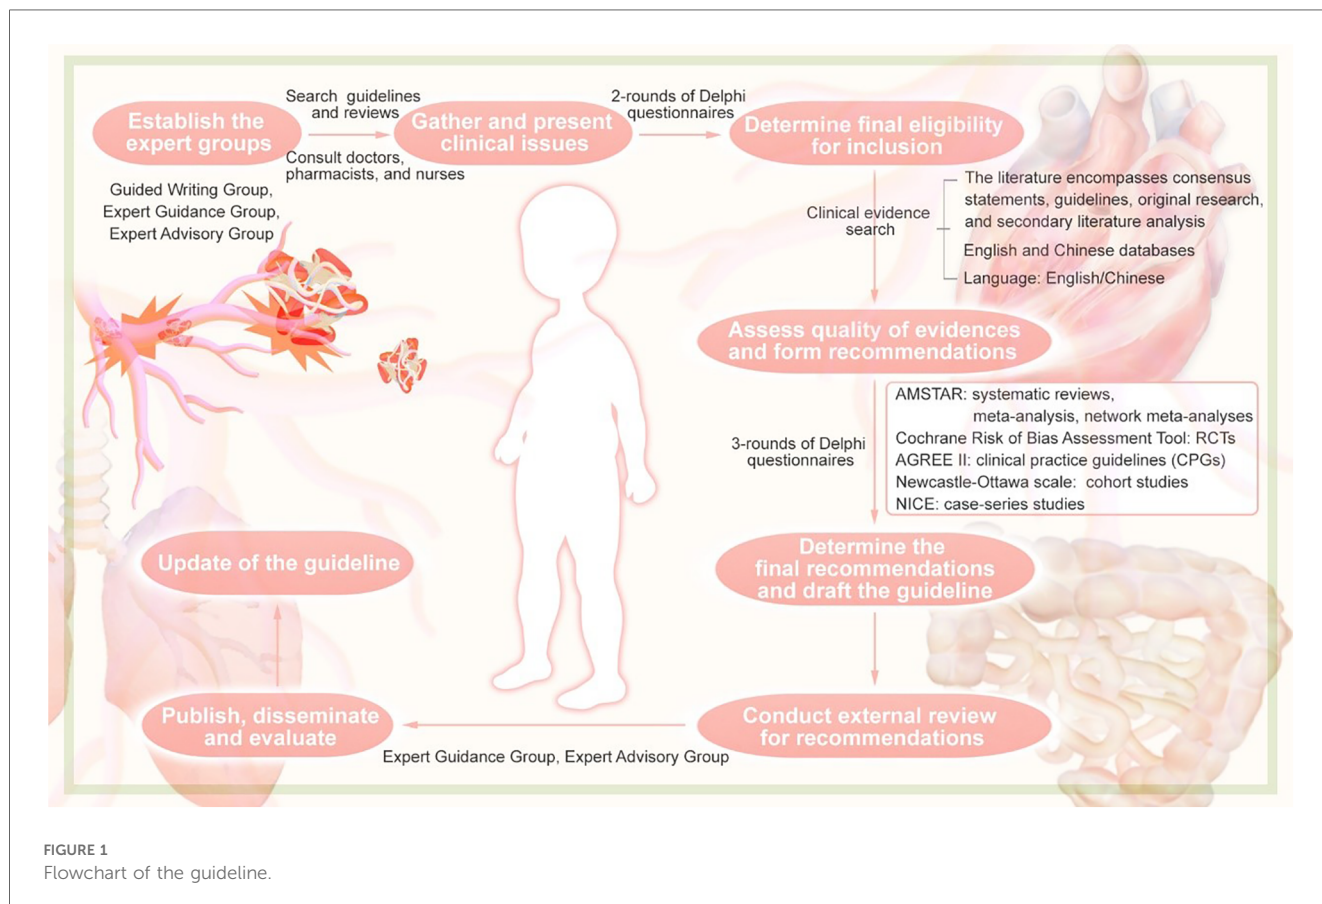 Establish the
expert groups
Guided Writing Group,
Expert Guidance Group,
Expert Advisory Group
Search guidelines
and reviews
Consult doctors,
pharmacists, and nurses
Gather and present
clinical issues
2-rounds of Delphi
questionnaires
Determine final eligibility
for inclusion
Clinical evidence
search
The literature encompasses consensus
statements, guidelines, original research,
and secondary literature analysis
English and Chinese databases
Language: English/Chinese
Assess quality of evidences
and form recommendations
3-rounds of Delphi
questionnaires
AMSTAR: systematic reviews,
meta-analysis, network meta-analyses
Cochrane Risk of Bias Assessment Tool: RCTs
AGREE II: clinical practice guidelines (CPGs)
Newcastle-Ottawa scale: cohort studies
NICE: case-series studies
Determine the
final recommendations
and draft the guideline
Conduct external review
for recommendations
Expert Guidance Group, Expert Advisory Group
Publish, disseminate
and evaluate
Update of the guideline
FIGURE 1
Flowchart of the guideline.